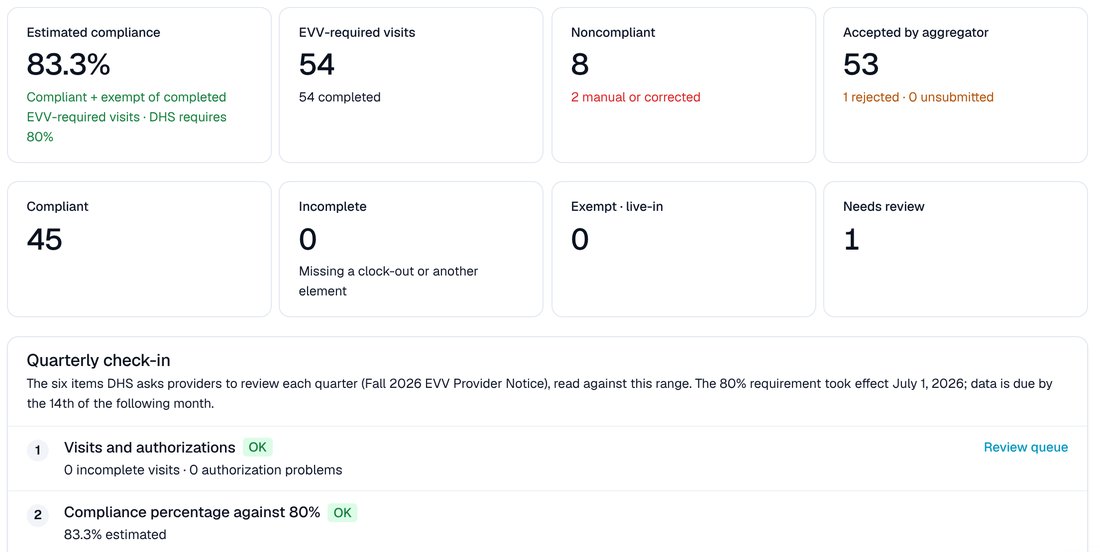 Estimated compliance
83.3%
Compliant + exempt of completed
EVV-required visits · DHS requires
80%
EVV-required visits
54
54 completed
Noncompliant
8
2 manual or corrected
Accepted by aggregator
53
1 rejected · 0 unsubmitted
Compliant
45
Incomplete
0
Missing a clock-out or another
element
Exempt · live-in
0
Needs review
1
Quarterly check-in
The six items DHS asks providers to review each quarter (Fall 2026 EVV Provider Notice), read against this range. The 80% requirement took effect July 1, 2026; data is due by
the 14th of the following month.
1 Visits and authorizations OK Review queue
0 incomplete visits · 0 authorization problems
2 Compliance percentage against 80% OK
83.3% estimated